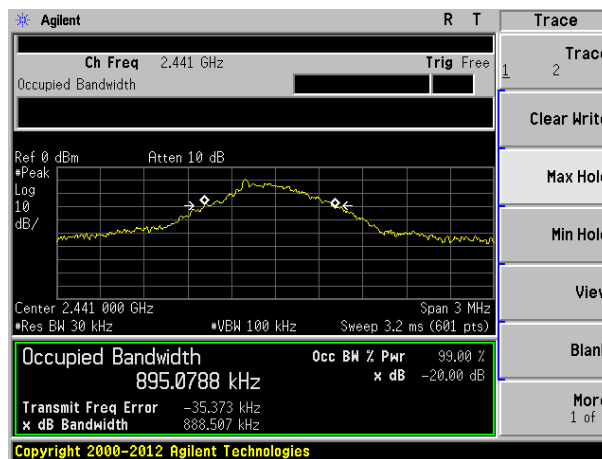 Agilent R T Trace
Ch Freq 2.441 GHz Trig Free
Occupied Bandwidth
Trace
1 2
Clear Write
Max Hold
Min Hold
View
Blank
More
1 of
Ref 0 dBm Atten 10 dB
#Peak
Log
10
dB/
Center 2.441 000 GHz Span 3 MHz
#Res BW 30 kHz #VBW 100 kHz Sweep 3.2 ms (601 pts)
Occupied Bandwidth Occ BW % Pwr 99.00 %
895.0788 kHz x dB -20.00 dB
Transmit Freq Error -35.373 kHz
x dB Bandwidth 888.507 kHz
Copyright 2000-2012 Agilent Technologies